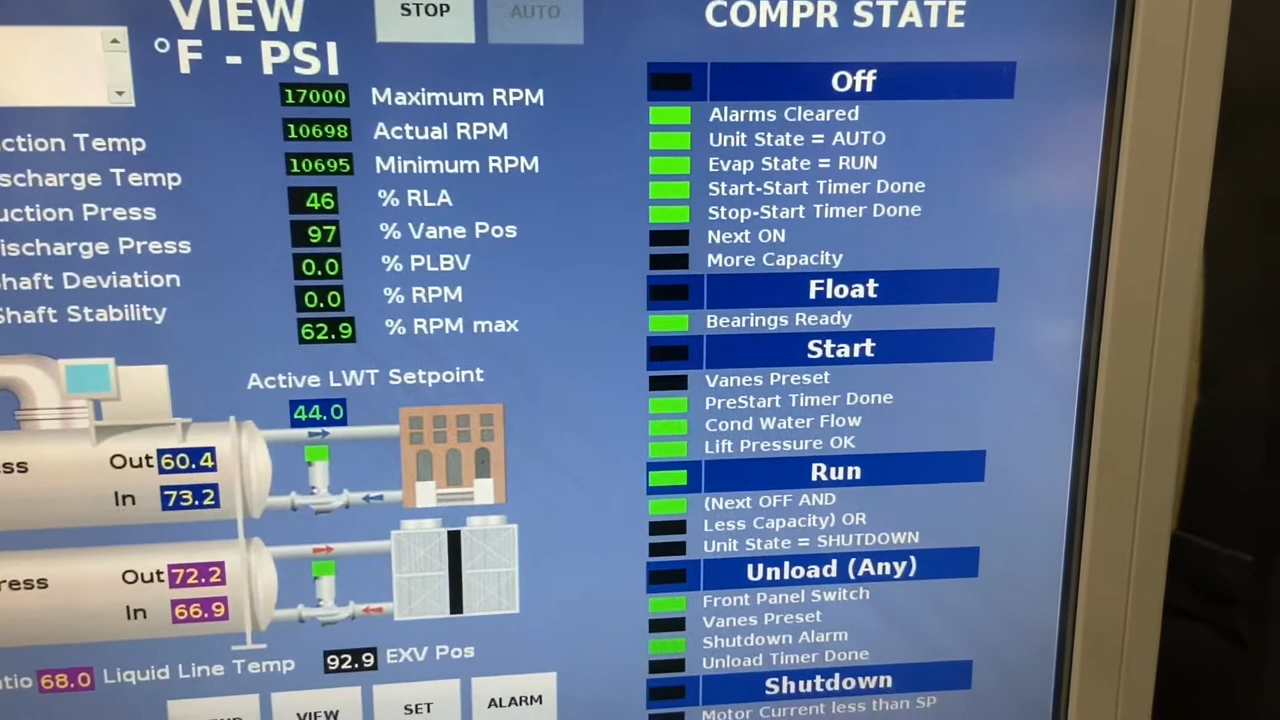 VIEW
°F - PSI
STOP
AUTO
COMPR STATE
17000 Maximum RPM
10698 Actual RPM
10695 Minimum RPM
46 % RLA
97 % Vane Pos
0.0 % PLBV
0.0 % RPM
62.9 % RPM max
ction Temp
scharge Temp
uction Press
ischarge Press
haft Deviation
Shaft Stability
Active LWT Setpoint
44.0
ss
Out 60.4
In 73.2
ress
Out 72.2
In 66.9
tio 68.0 Liquid Line Temp
92.9 EXV Pos
VIEW
SET
ALARM
Off
Alarms Cleared
Unit State = AUTO
Evap State = RUN
Start-Start Timer Done
Stop-Start Timer Done
Next ON
More Capacity
Float
Bearings Ready
Start
Vanes Preset
PreStart Timer Done
Cond Water Flow
Lift Pressure OK
Run
(Next OFF AND
Less Capacity) OR
Unit State = SHUTDOWN
Unload (Any)
Front Panel Switch
Vanes Preset
Shutdown Alarm
Unload Timer Done
Shutdown
Motor Current less than SP